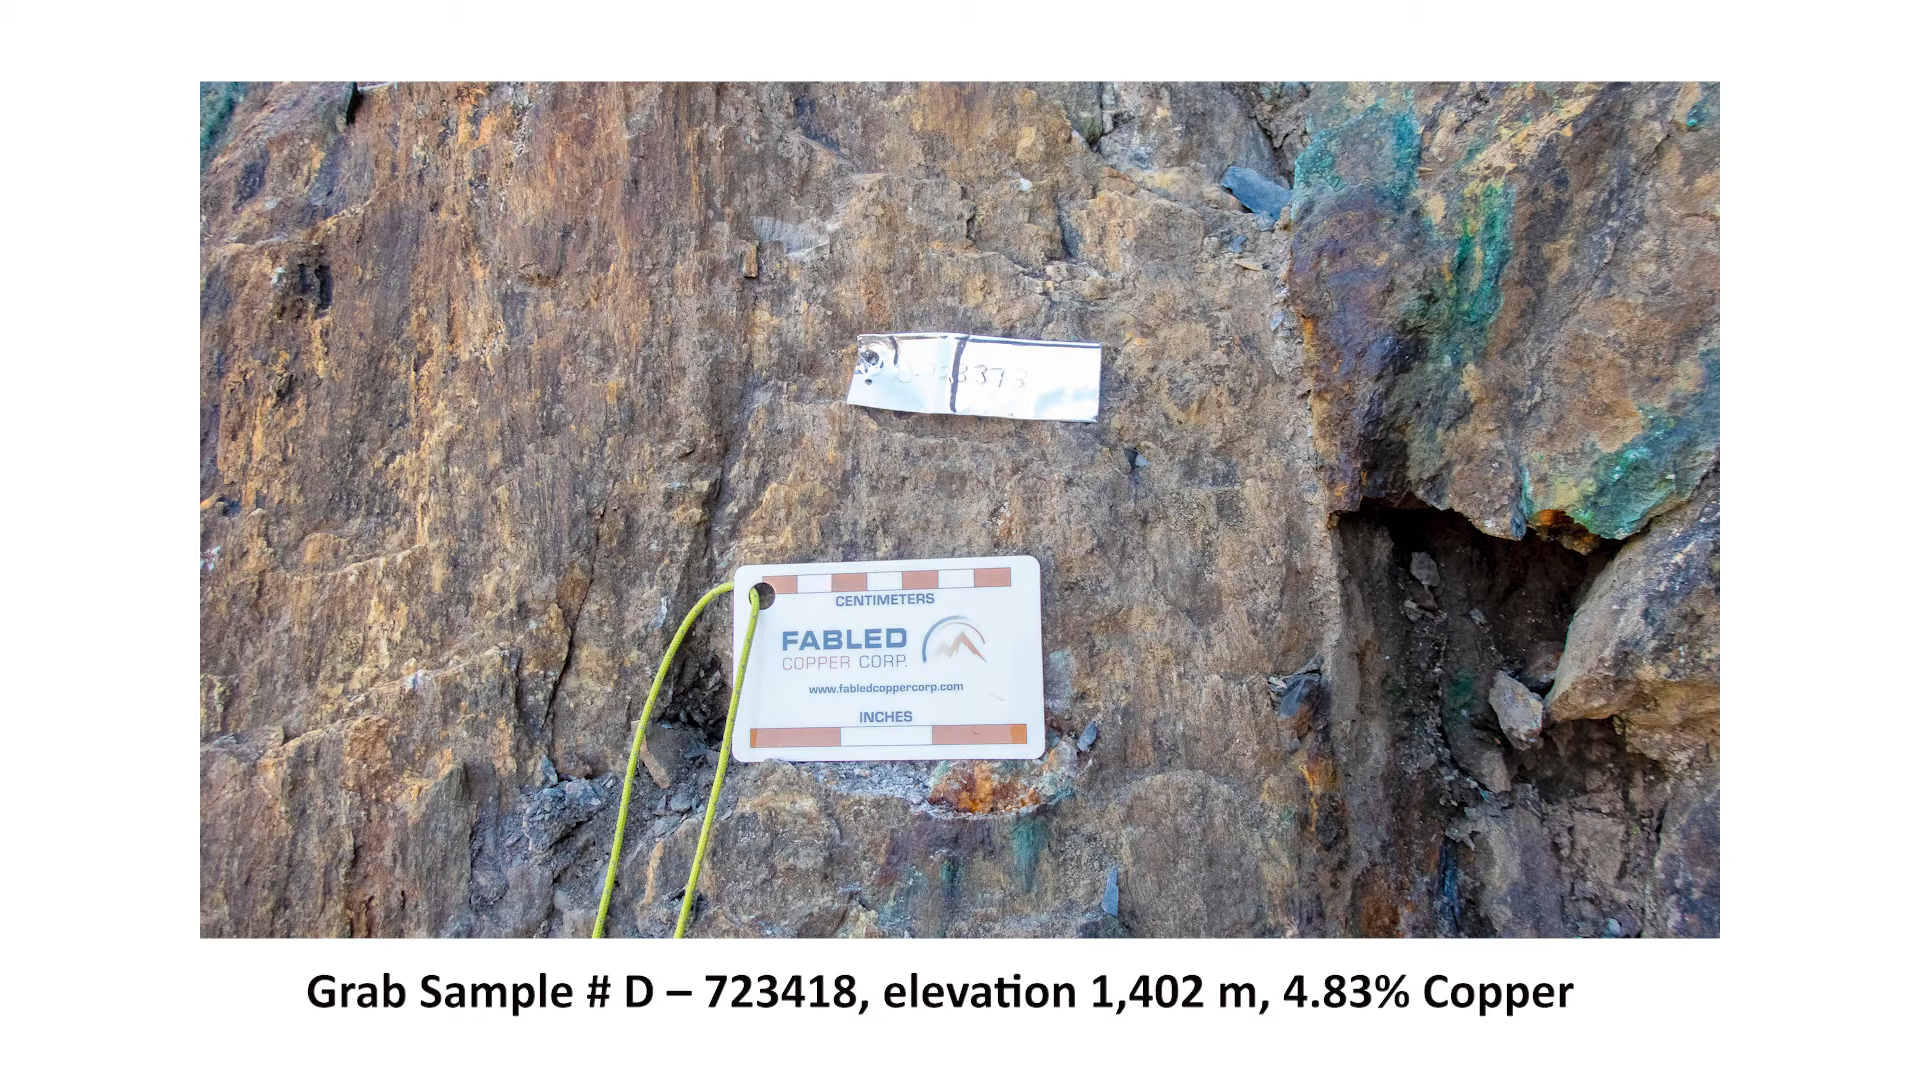 CENTIMETERS
FABLED
COPPER CORP.
www.fabledcoppercorp.com
INCHES
Grab Sample # D – 723418, elevation 1,402 m, 4.83% Copper